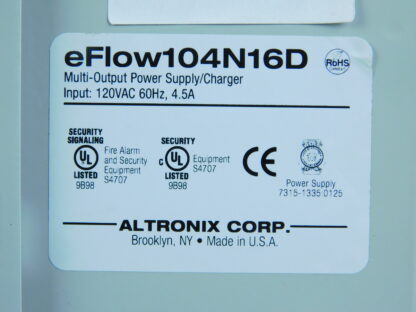 eFlow104N16D
RoHS
Multi-Output Power Supply/Charger
Input: 120VAC 60Hz, 4.5A
SECURITY
SIGNALING
UL
LISTED
9B98
Fire Alarm
and Security
Equipment
S4707
SECURITY
C UL
LISTED
9B98
Equipment
S4707
CE
Power Supply
7315-1335:0125
ALTRONIX CORP.
Brooklyn, NY • Made in U.S.A.